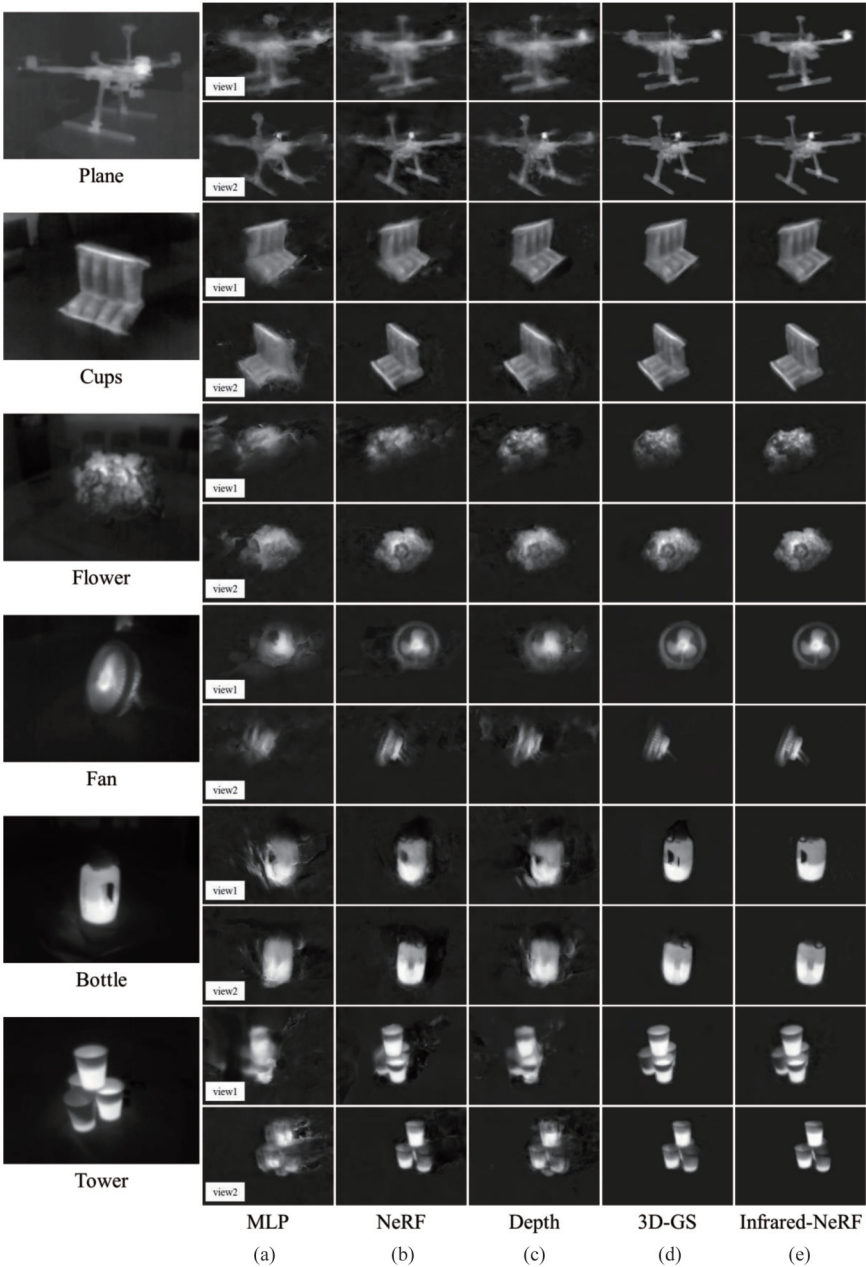 view1
view2
Plane
view1
view2
Cups
view1
view2
Flower
view1
view2
Fan
view1
view2
Bottle
view1
view2
Tower
MLP NeRF Depth 3D-GS Infrared-NeRF
(a) (b) (c) (d) (e)